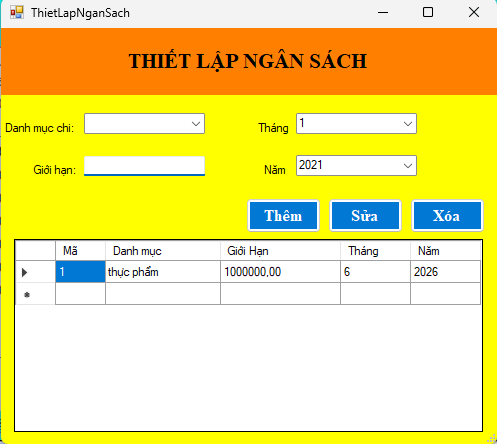 ThietLapNganSach
THIẾT LẬP NGÂN SÁCH
Danh mục chi: Tháng 1
Giới hạn: Năm 2021
Thêm Sửa Xóa
Mã Danh mục Giới Hạn Tháng Năm
1 thực phẩm 1000000,00 6 2026